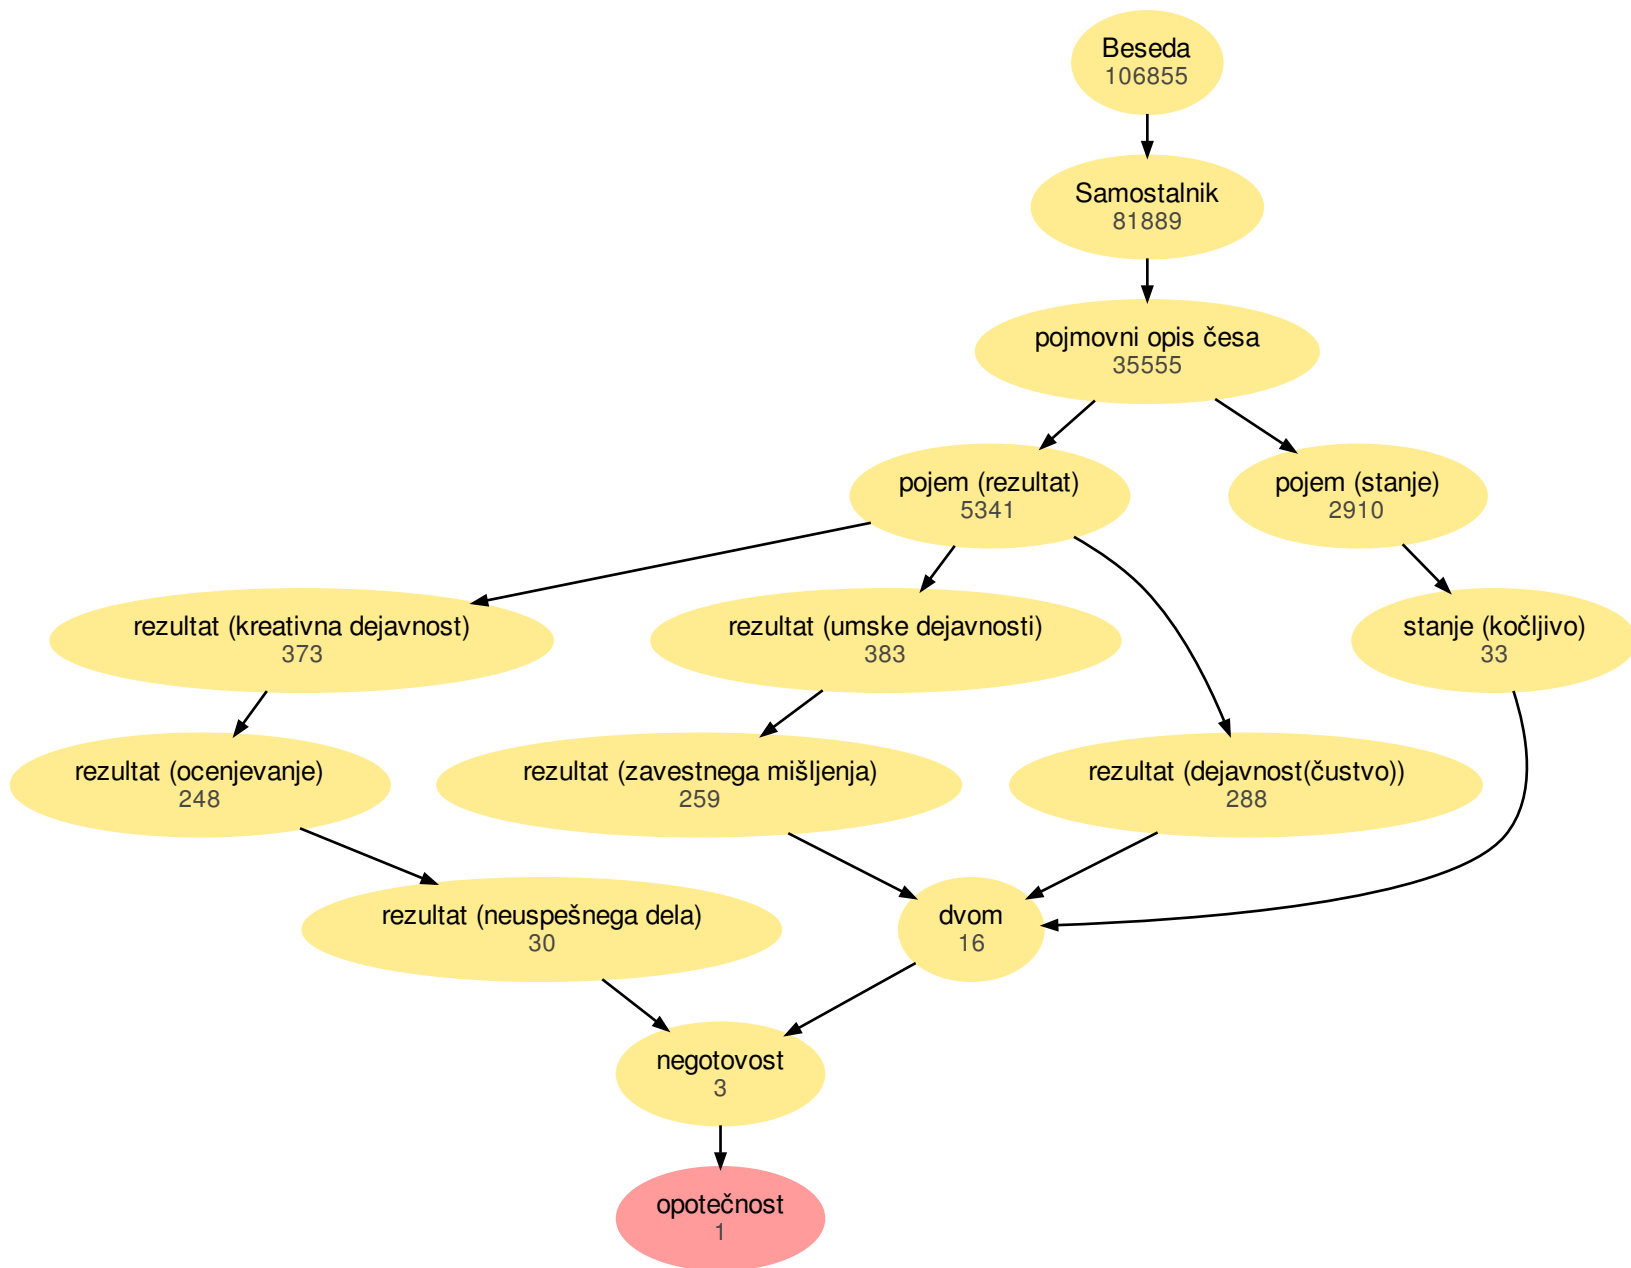 Beseda
106855
Samostalnik
81889
pojmovni opis česa
35555
pojem (rezultat)
5341
pojem (stanje)
2910
rezultat (kreativna dejavnost)
373
rezultat (umske dejavnosti)
383
stanje (kočljivo)
33
rezultat (ocenjevanje)
248
rezultat (zavestnega mišljenja)
259
rezultat (dejavnost(čustvo))
288
rezultat (neuspešnega dela)
30
dvom
16
negotovost
3
opotečnost
1